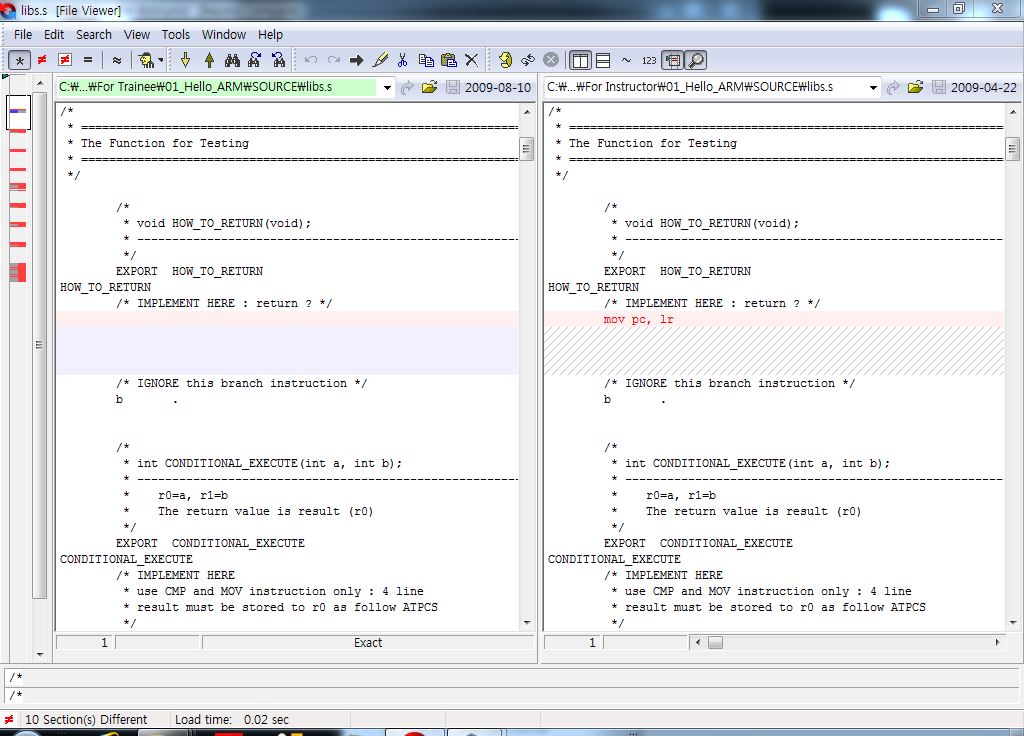 libs.s [File Viewer]
File Edit Search View Tools Window Help
123
C:₩...₩For Trainee₩01_Hello_ARM₩SOURCE₩libs.s 2009-08-10
/*
* ==================================================
* The Function for Testing
* ==================================================
*/
/*
* void HOW_TO_RETURN(void);
* --------------------------------------------------
*/
EXPORT HOW_TO_RETURN
HOW_TO_RETURN
/* IMPLEMENT HERE : return ? */
/* IGNORE this branch instruction */
b .
/*
* int CONDITIONAL_EXECUTE(int a, int b);
* --------------------------------------------------
* r0=a, r1=b
* The return value is result (r0)
*/
EXPORT CONDITIONAL_EXECUTE
CONDITIONAL_EXECUTE
/* IMPLEMENT HERE
* use CMP and MOV instruction only : 4 line
* result must be stored to r0 as follow ATPCS
*/
1 Exact
C:₩...₩For Instructor₩01_Hello_ARM₩SOURCE₩libs.s 2009-04-22
/*
* ==================================================
* The Function for Testing
* ==================================================
*/
/*
* void HOW_TO_RETURN(void);
* --------------------------------------------------
*/
EXPORT HOW_TO_RETURN
HOW_TO_RETURN
/* IMPLEMENT HERE : return ? */
mov pc, lr
/* IGNORE this branch instruction */
b .
/*
* int CONDITIONAL_EXECUTE(int a, int b);
* --------------------------------------------------
* r0=a, r1=b
* The return value is result (r0)
*/
EXPORT CONDITIONAL_EXECUTE
CONDITIONAL_EXECUTE
/* IMPLEMENT HERE
* use CMP and MOV instruction only : 4 line
* result must be stored to r0 as follow ATPCS
*/
1
/*
/*
10 Section(s) Different Load time: 0.02 sec